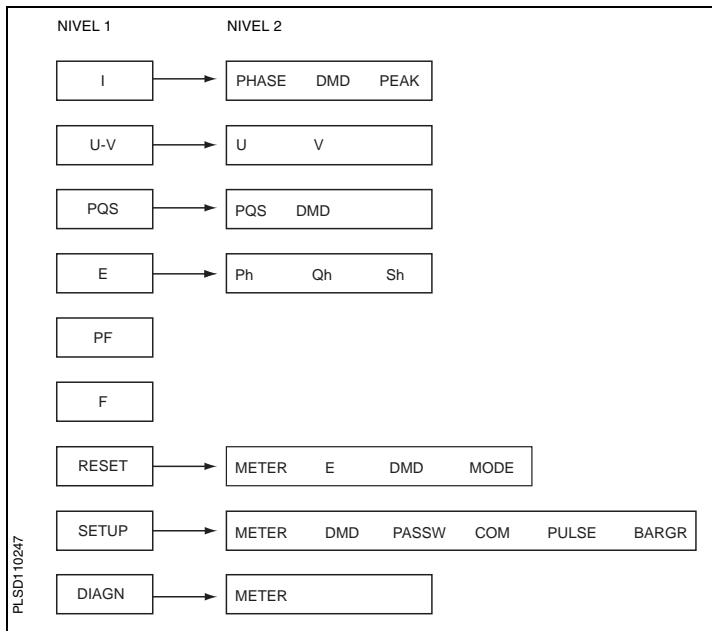 NIVEL 1 NIVEL 2
I PHASE DMD PEAK
U-V U V
PQS PQS DMD
E Ph Qh Sh
PF
F
RESET METER E DMD MODE
SETUP METER DMD PASSW COM PULSE BARGR
DIAGN METER
PLSD110247